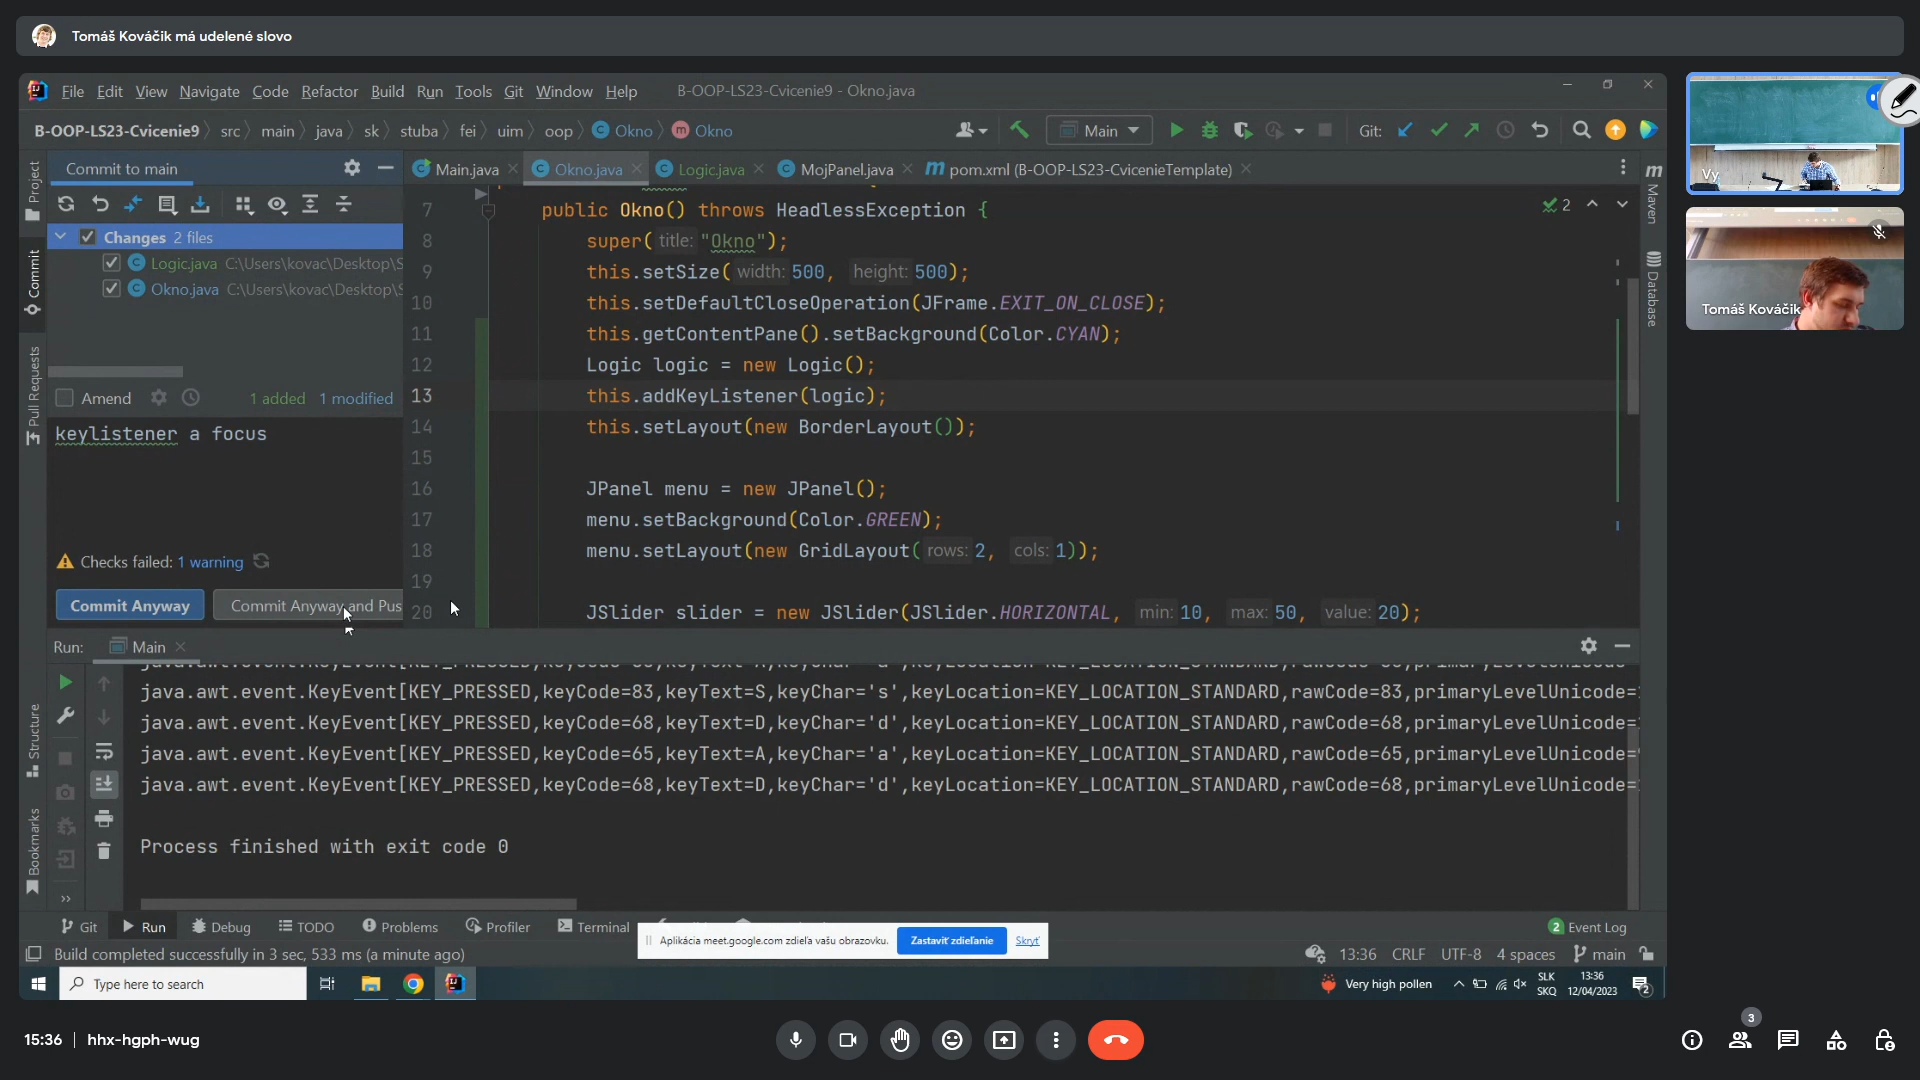 Tomáš Kováčik má udelené slovo
File Edit View Navigate Code Refactor Build Run Tools Git Window Help B-OOP-LS23-Cvicenie9 - Okno.java
B-OOP-LS23-Cvicenie9 src main java sk stuba fei uim oop Okno Okno Main Git:
Commit to main
Main.java Okno.java Logic.java MojPanel.java pom.xml (B-OOP-LS23-CvicenieTemplate)
Project
Commit
Pull Requests
Structure
Bookmarks
Maven
Database
Changes 2 files
Logic.java C:\Users\kovac\Desktop\S
Okno.java C:\Users\kovac\Desktop\S
Amend 1 added 1 modified
keylistener a focus
Checks failed: 1 warning
Commit Anyway Commit Anyway and Pus
2
7 public Okno() throws HeadlessException {
8 super( title: "Okno");
9 this.setSize( width: 500, height: 500);
10 this.setDefaultCloseOperation(JFrame.EXIT_ON_CLOSE);
11 this.getContentPane().setBackground(Color.CYAN);
12 Logic logic = new Logic();
13 this.addKeyListener(logic);
14 this.setLayout(new BorderLayout());
15
16 JPanel menu = new JPanel();
17 menu.setBackground(Color.GREEN);
18 menu.setLayout(new GridLayout( rows: 2, cols: 1));
19
20 JSlider slider = new JSlider(JSlider.HORIZONTAL, min: 10, max: 50, value: 20);
Run: Main
java.awt.event.KeyEvent[KEY_PRESSED,keyCode=83,keyText=S,keyChar='s',keyLocation=KEY_LOCATION_STANDARD,rawCode=83,primaryLevelUnicode=
java.awt.event.KeyEvent[KEY_PRESSED,keyCode=68,keyText=D,keyChar='d',keyLocation=KEY_LOCATION_STANDARD,rawCode=68,primaryLevelUnicode=
java.awt.event.KeyEvent[KEY_PRESSED,keyCode=65,keyText=A,keyChar='a',keyLocation=KEY_LOCATION_STANDARD,rawCode=65,primaryLevelUnicode=
java.awt.event.KeyEvent[KEY_PRESSED,keyCode=68,keyText=D,keyChar='d',keyLocation=KEY_LOCATION_STANDARD,rawCode=68,primaryLevelUnicode=
Process finished with exit code 0
Git Run Debug TODO Problems Profiler Terminal 2 Event Log
Aplikácia meet.google.com zdieľa vašu obrazovku. Zastaviť zdieľanie Skryť
Build completed successfully in 3 sec, 533 ms (a minute ago) 13:36 CRLF UTF-8 4 spaces main
Type here to search Very high pollen SLK SKQ 13:36 12/04/2023 2
Vy
Tomáš Kováčik
15:36 hhx-hgph-wug 3